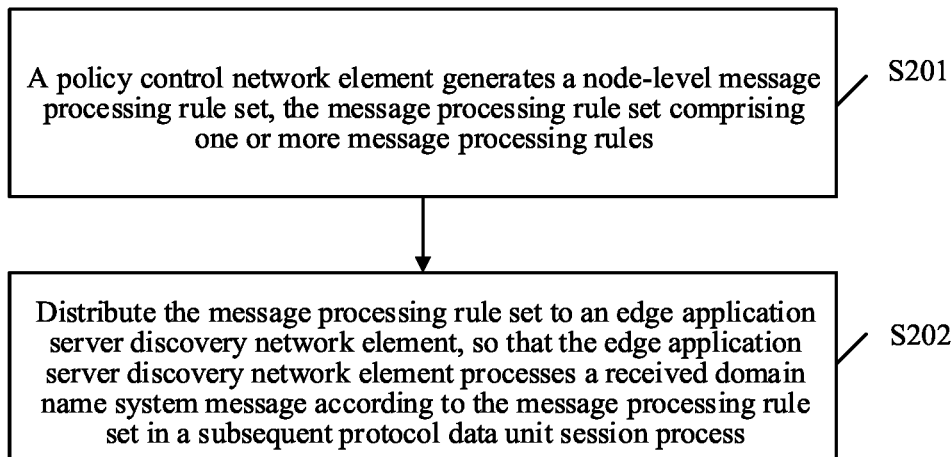 A policy control network element generates a node-level message
processing rule set, the message processing rule set comprising
one or more message processing rules
S201
Distribute the message processing rule set to an edge application
server discovery network element, so that the edge application
server discovery network element processes a received domain
name system message according to the message processing rule
set in a subsequent protocol data unit session process
S202